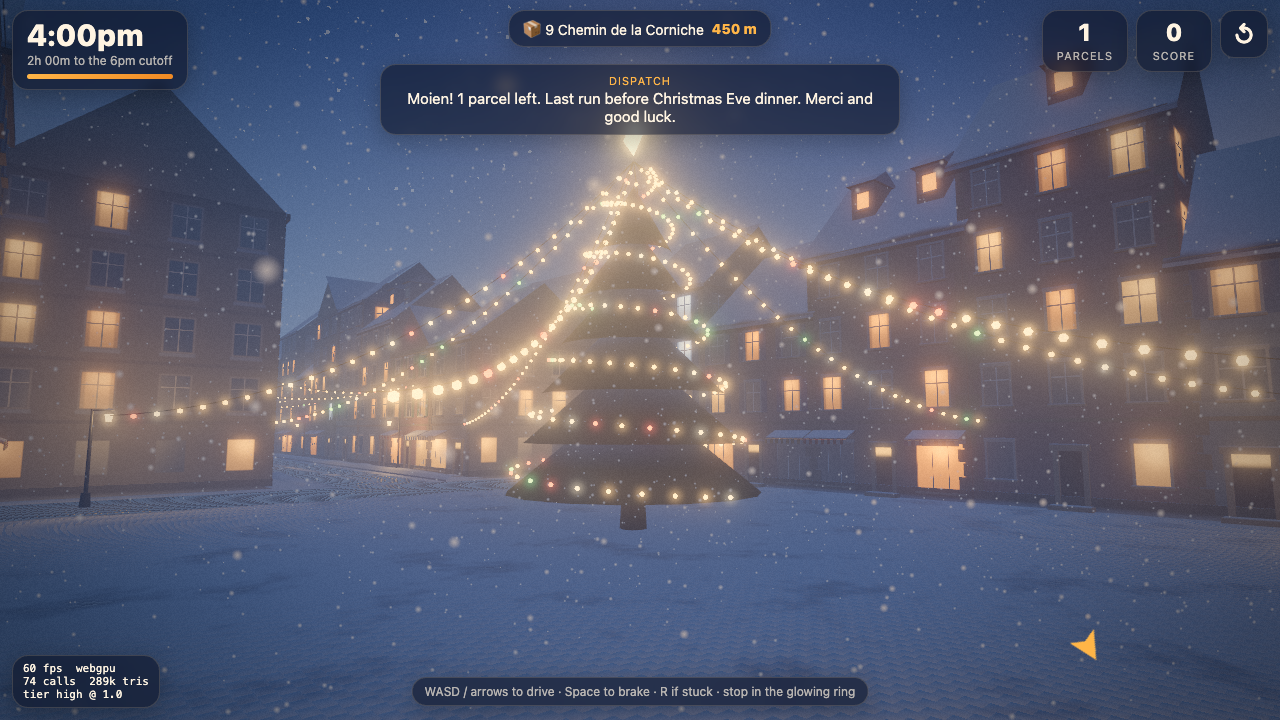 4:00pm
2h 00m to the 6pm cutoff
9 Chemin de la Corniche 450 m
1
PARCELS
0
SCORE
DISPATCH
Moien! 1 parcel left. Last run before Christmas Eve dinner. Merci and
good luck.
60 fps webgpu
74 calls 289k tris
tier high @ 1.0
WASD / arrows to drive · Space to brake · R if stuck · stop in the glowing ring